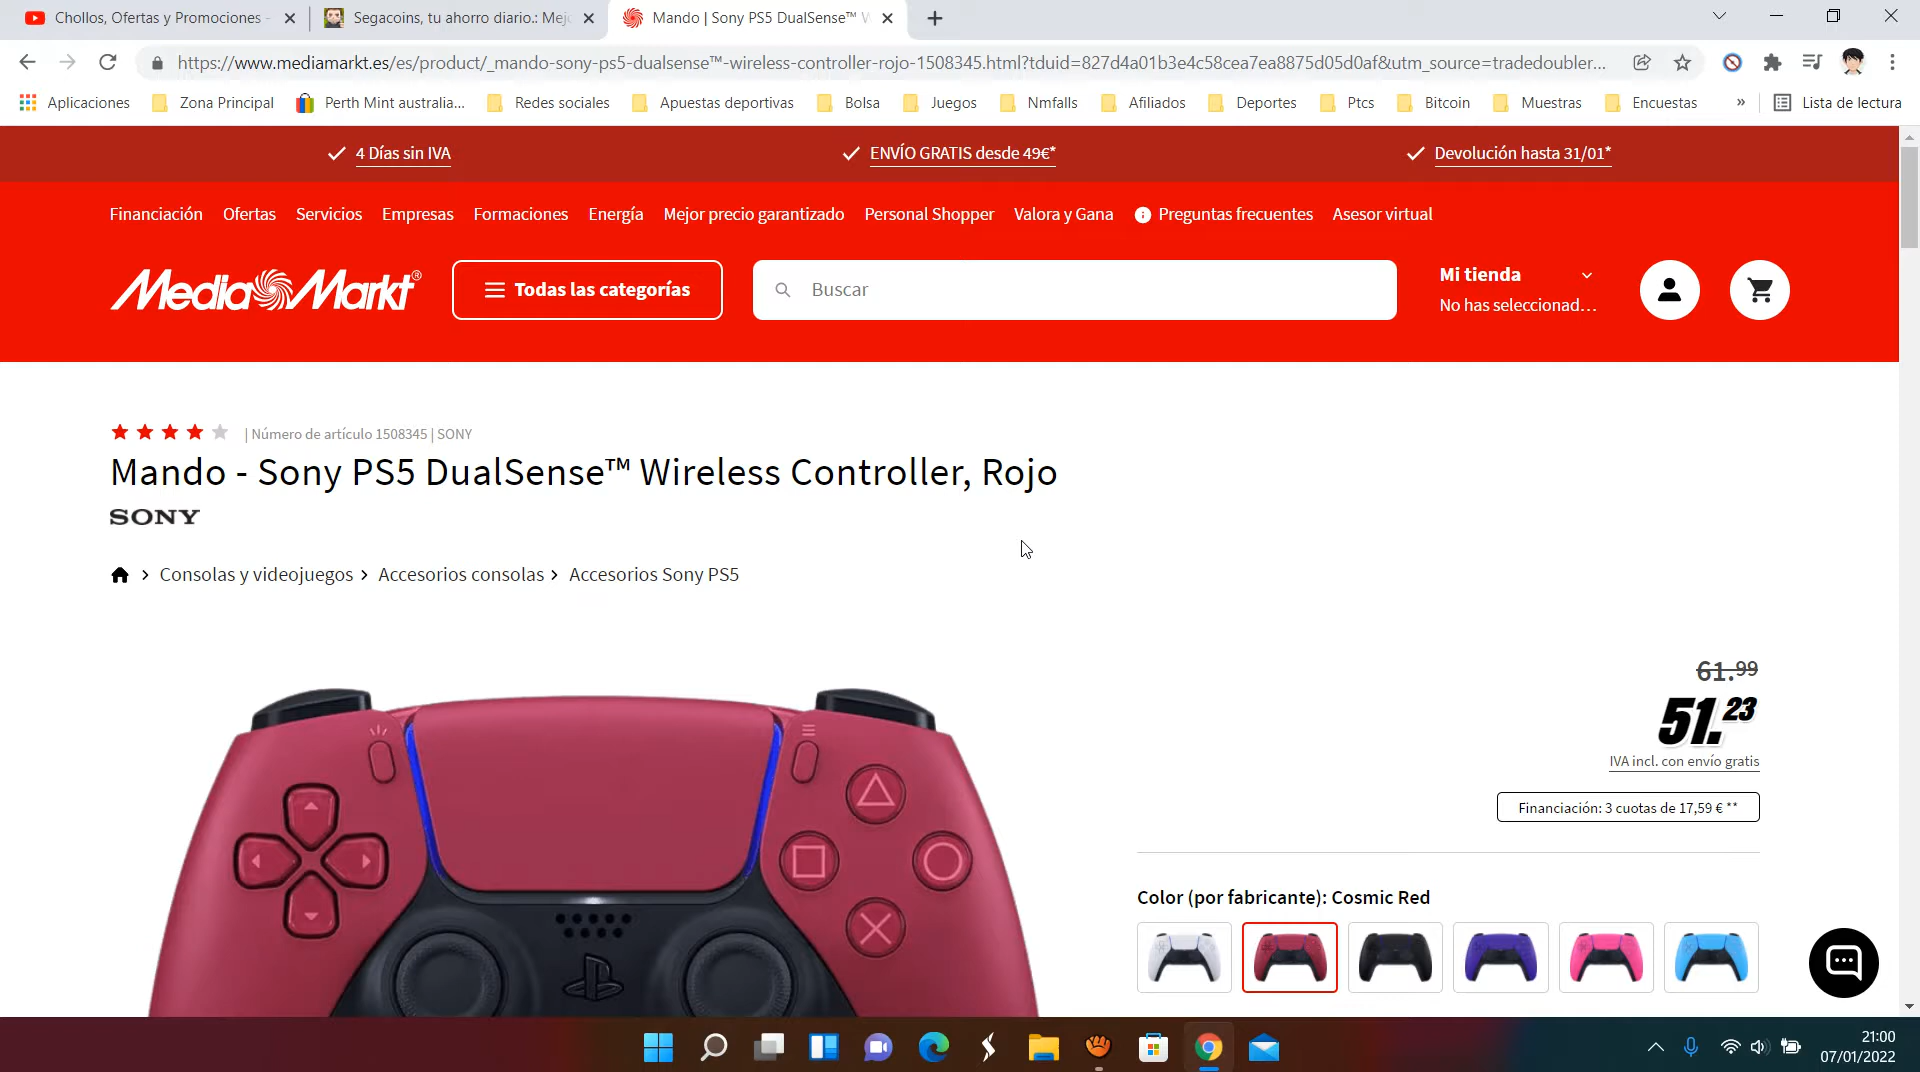 Chollos, Ofertas y Promociones -
Segacoins, tu ahorro diario.: Mej
Mando | Sony PS5 DualSense™ W
https://www.mediamarkt.es/es/product/_mando-sony-ps5-dualsense™-wireless-controller-rojo-1508345.html?tduid=827d4a01b3e4c58cea7ea8875d05d0af&utm_source=tradedoubler...
Aplicaciones
Zona Principal
Perth Mint australia...
Redes sociales
Apuestas deportivas
Bolsa
Juegos
Nmfalls
Afiliados
Deportes
Ptcs
Bitcoin
Muestras
Encuestas
»
Lista de lectura
4 Días sin IVA
ENVÍO GRATIS desde 49€*
Devolución hasta 31/01*
Financiación
Ofertas
Servicios
Empresas
Formaciones
Energía
Mejor precio garantizado
Personal Shopper
Valora y Gana
Preguntas frecuentes
Asesor virtual
MediaMarkt®
Todas las categorías
Buscar
Mi tienda
No has seleccionad...
| Número de artículo 1508345 | SONY
Mando - Sony PS5 DualSense™ Wireless Controller, Rojo
SONY
Consolas y videojuegos
Accesorios consolas
Accesorios Sony PS5
61.99
51.23
IVA incl. con envío gratis
Financiación: 3 cuotas de 17,59 € **
Color (por fabricante): Cosmic Red
21:00
07/01/2022